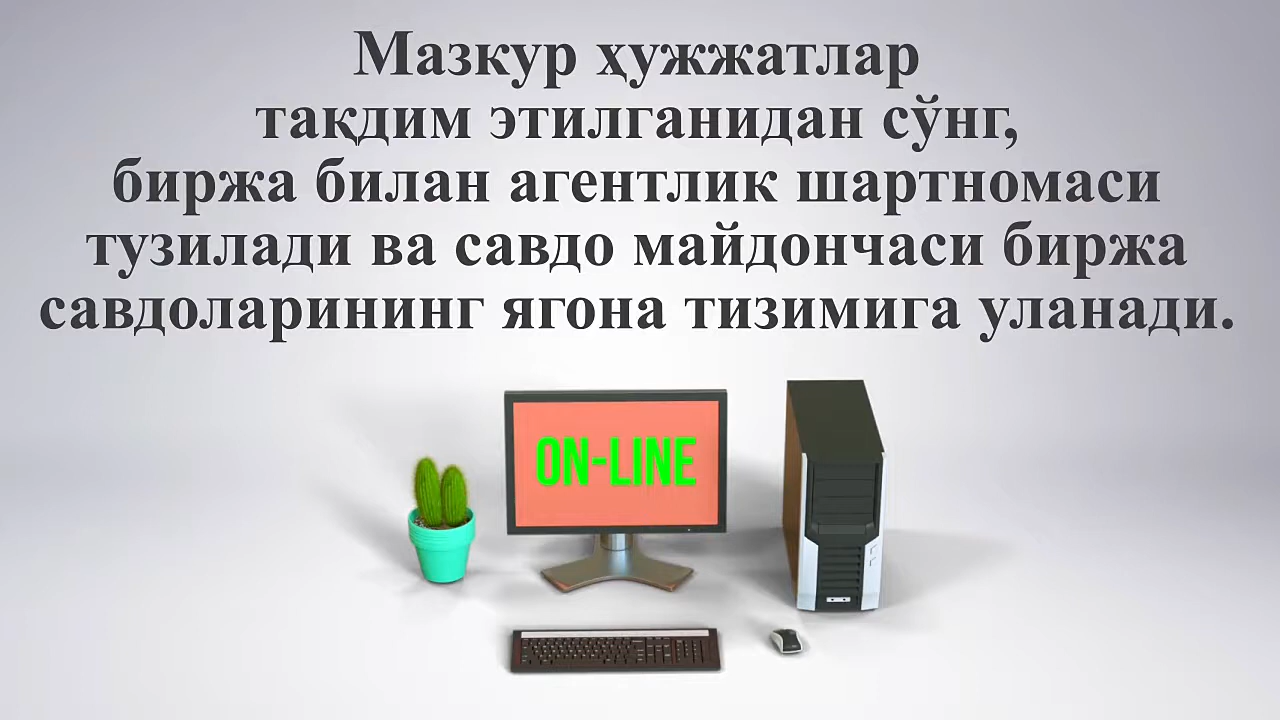 Мазкур ҳужжатлар
тақдим этилганидан сўнг,
биржа билан агентлик шартномаси
тузилади ва савдо майдончаси биржа
савдоларининг ягона тизимига уланади.
ON-LINE